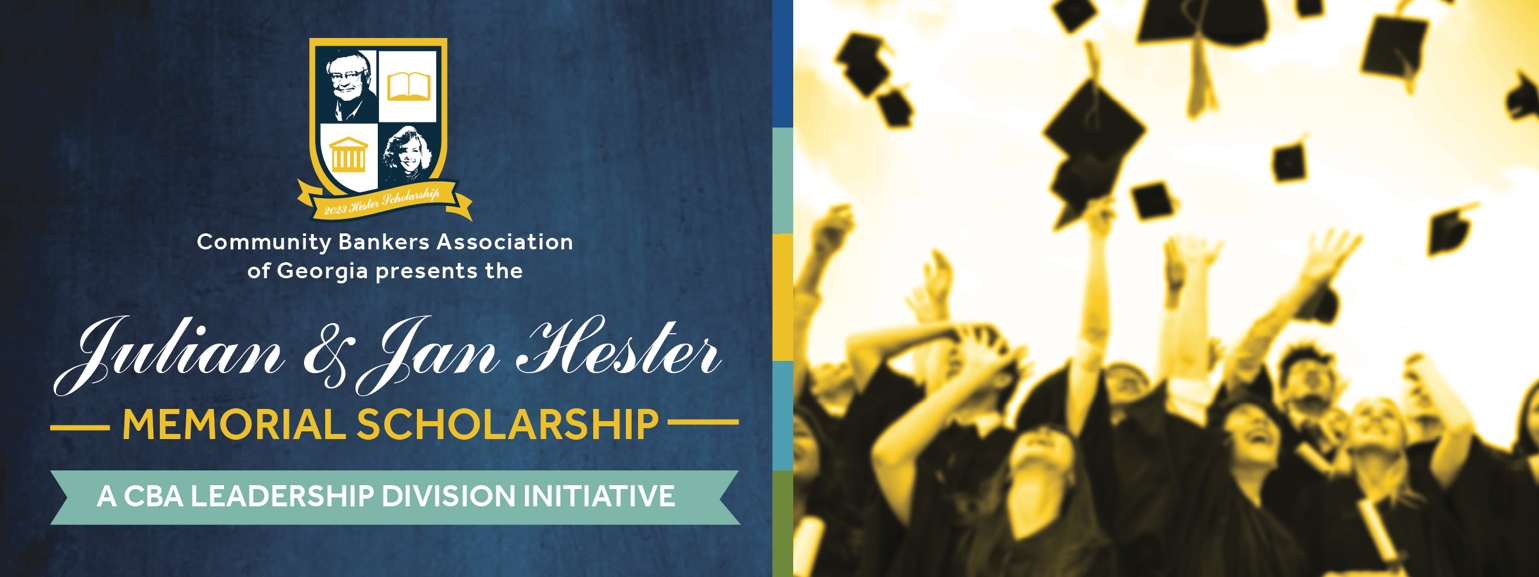 2023 Hester Scholarship
Community Bankers Association
of Georgia presents the
Julian & Jan Hester
MEMORIAL SCHOLARSHIP
A CBA LEADERSHIP DIVISION INITIATIVE